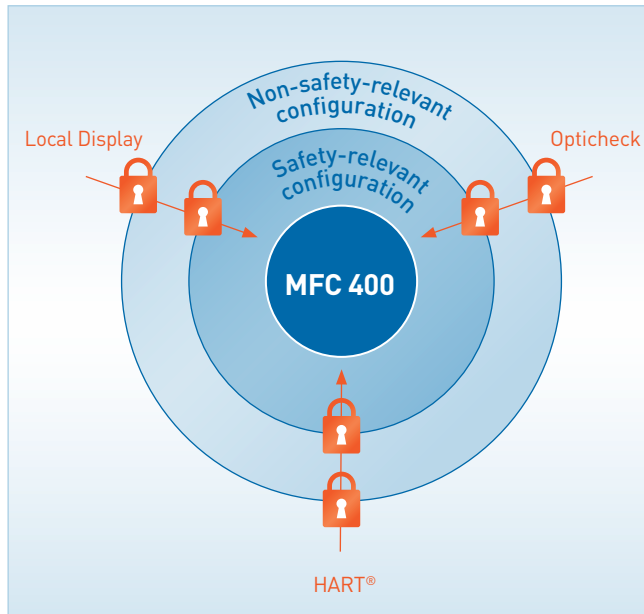 Non-safety-relevant
configuration
Local Display
Opticheck
Safety-relevant
configuration
MFC 400
HART®